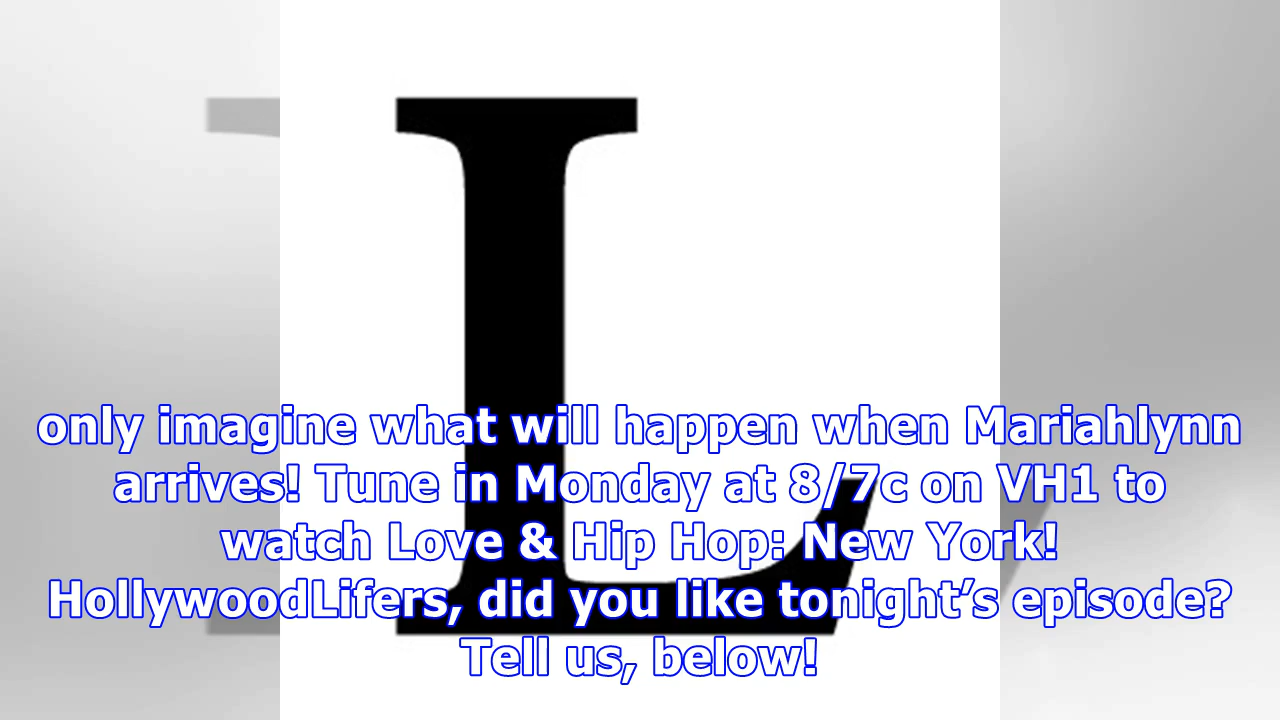 L
only imagine what will happen when Mariahlynn
arrives! Tune in Monday at 8/7c on VH1 to
watch Love & Hip Hop: New York!
HollywoodLifers, did you like tonight’s episode?
Tell us, below!